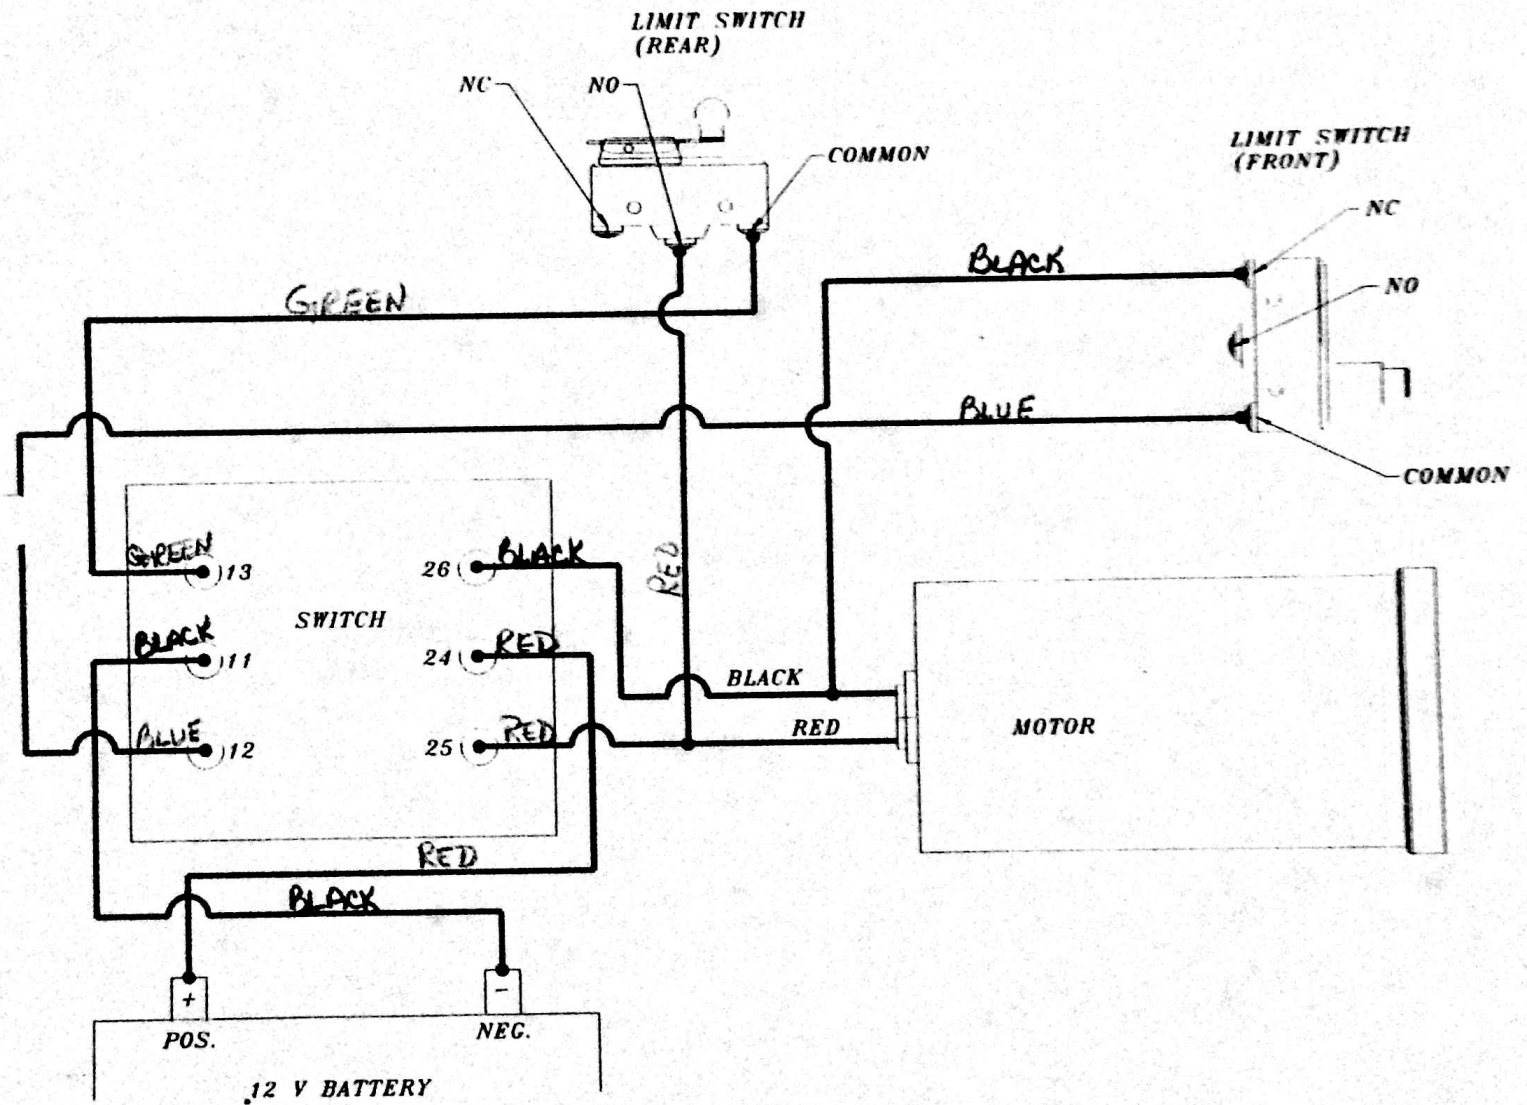 LIMIT SWITCH
(REAR)
NC
NO
COMMON
LIMIT SWITCH
(FRONT)
NC
BLACK
NO
GREEN
BLUE
COMMON
GREEN
13
26
BLACK
RED
SWITCH
BLACK
11
24
RED
BLACK
BLUE
12
25
RED
RED
MOTOR
RED
BLACK
+
-
POS.
NEG.
12 V BATTERY